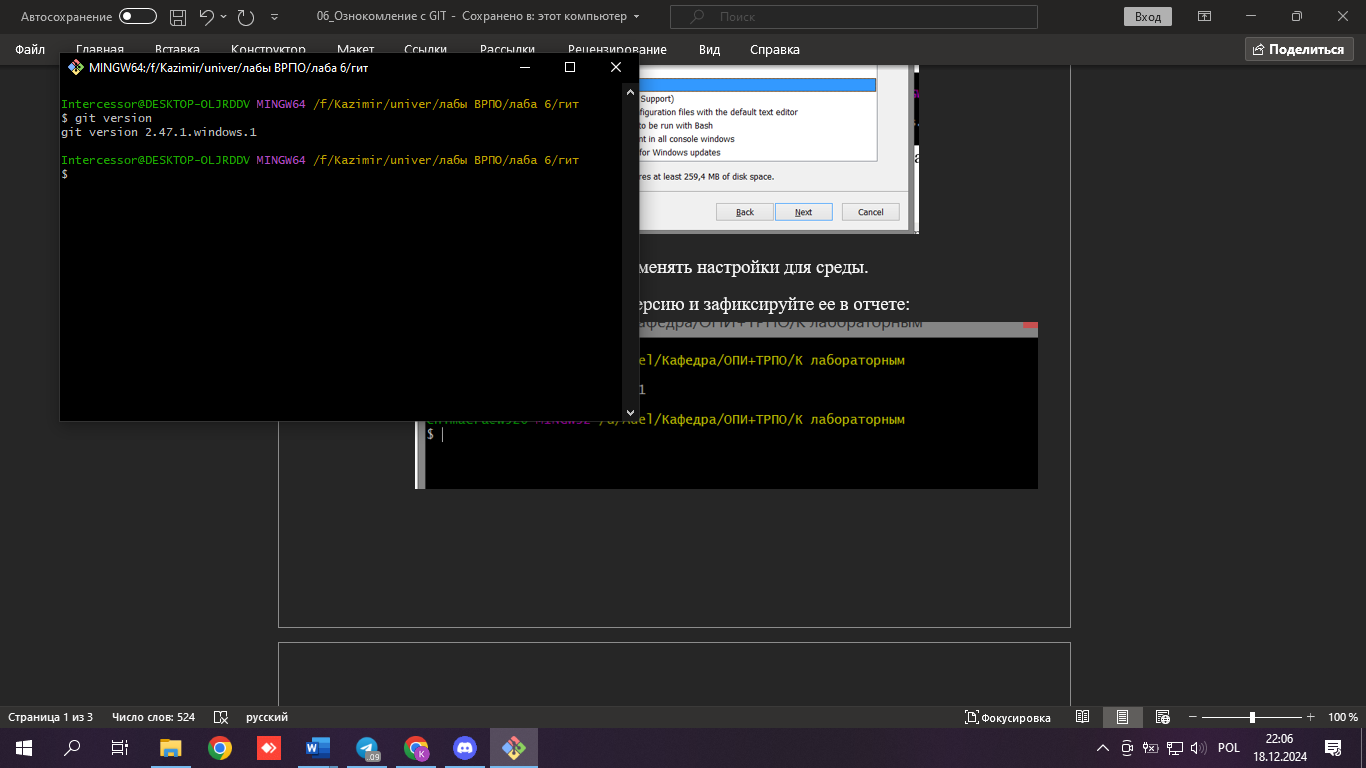 Автосохранение
06_Ознокомление с GIT - Сохранено в: этот компьютер
Поиск
Вход
Файл Главная Вставка Конструктор Макет Ссылки Рассылки Рецензирование Вид Справка
Поделиться
MINGW64:/f/Kazimir/univer/лабы ВРПО/лаба 6/гит
Intercessor@DESKTOP-OLJRDDV MINGW64 /f/Kazimir/univer/лабы ВРПО/лаба 6/гит
$ git version
git version 2.47.1.windows.1
Intercessor@DESKTOP-OLJRDDV MINGW64 /f/Kazimir/univer/лабы ВРПО/лаба 6/гит
$
Support)
figuration files with the default text editor
to be run with Bash
nt in all console windows
for Windows updates
res at least 259,4 MB of disk space.
Back Next Cancel
менять настройки для среды.
ерсию и зафиксируйте ее в отчете:
афедра/ОПИ+ТРПО/К лабораторным
el/Кафедра/ОПИ+ТРПО/К лабораторным
1
/Кафедра/ОПИ+ТРПО/К лабораторным
$
Страница 1 из 3 Число слов: 524 русский
Фокусировка
100 %
.09
K
POL
22:06
18.12.2024